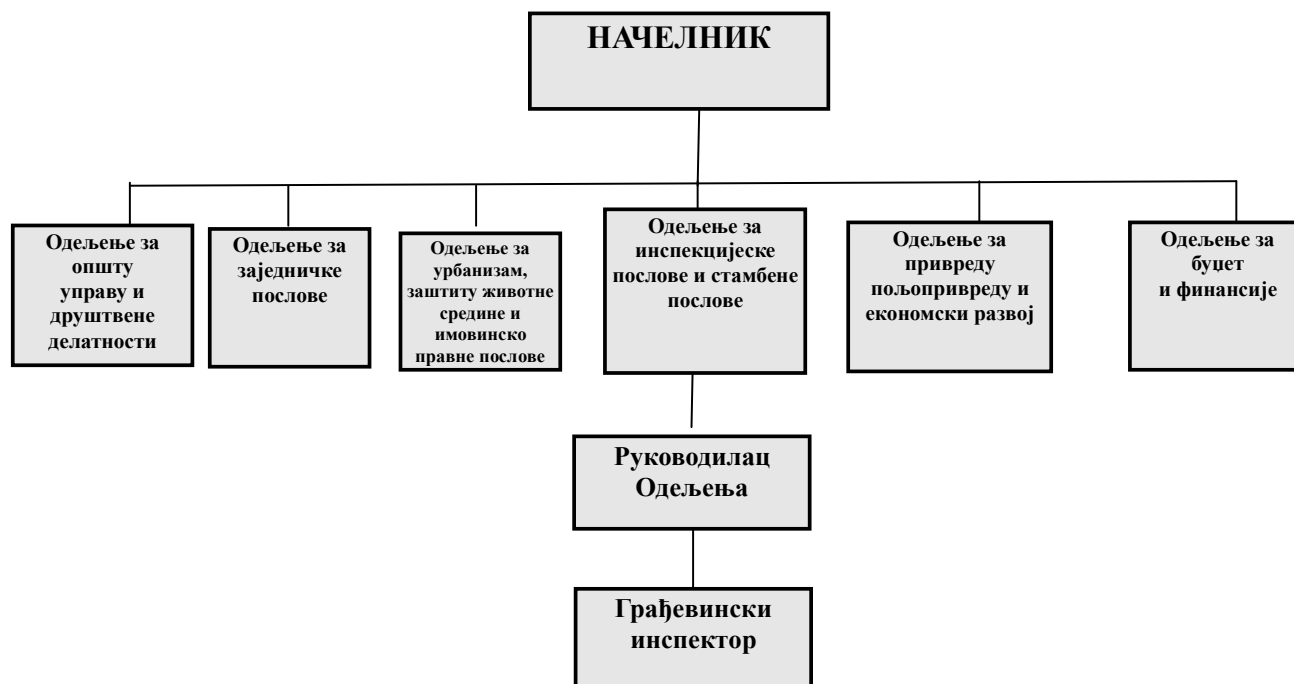 НАЧЕЛНИК
Одељење за
општу
управу и
друштвене
делатности
Одељење за
заједничке
послове
Одељење за
урбанизам,
заштиту животне
средине и
имовинско
правне послове
Одељење за
инспекцијеске
послове и стамбене
послове
Одељење за
привреду
пољопривреду и
економски развој
Одељење за
буџет
и финансије
Руководилац
Одељења
Грађевински
инспектор